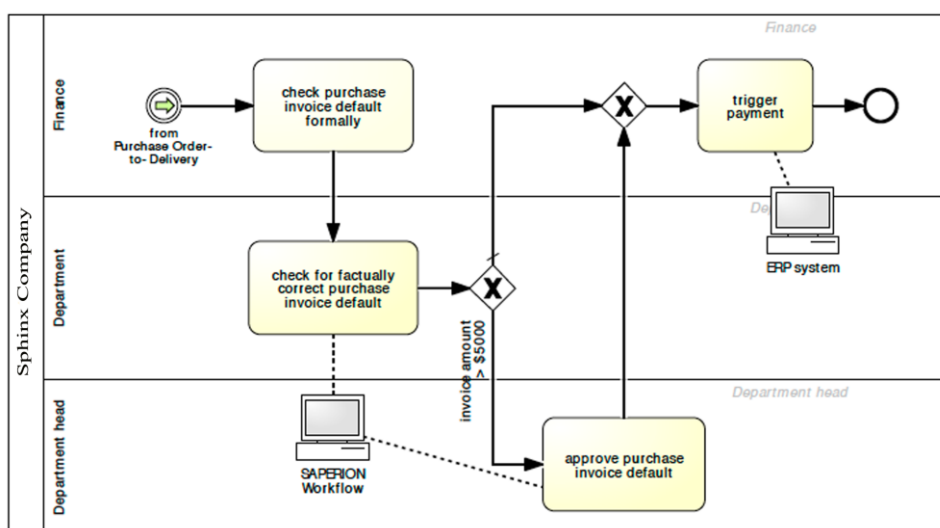 Sphinx Company
Finance
Finance
from
Purchase Order-
to- Delivery
check purchase
invoice default
formally
X
trigger
payment
Department
De
ERP system
check for factually
correct purchase
invoice default
X
invoice amount
> $5000
Department head
Department head
SAPERION
Workflow
approve purchase
invoice default